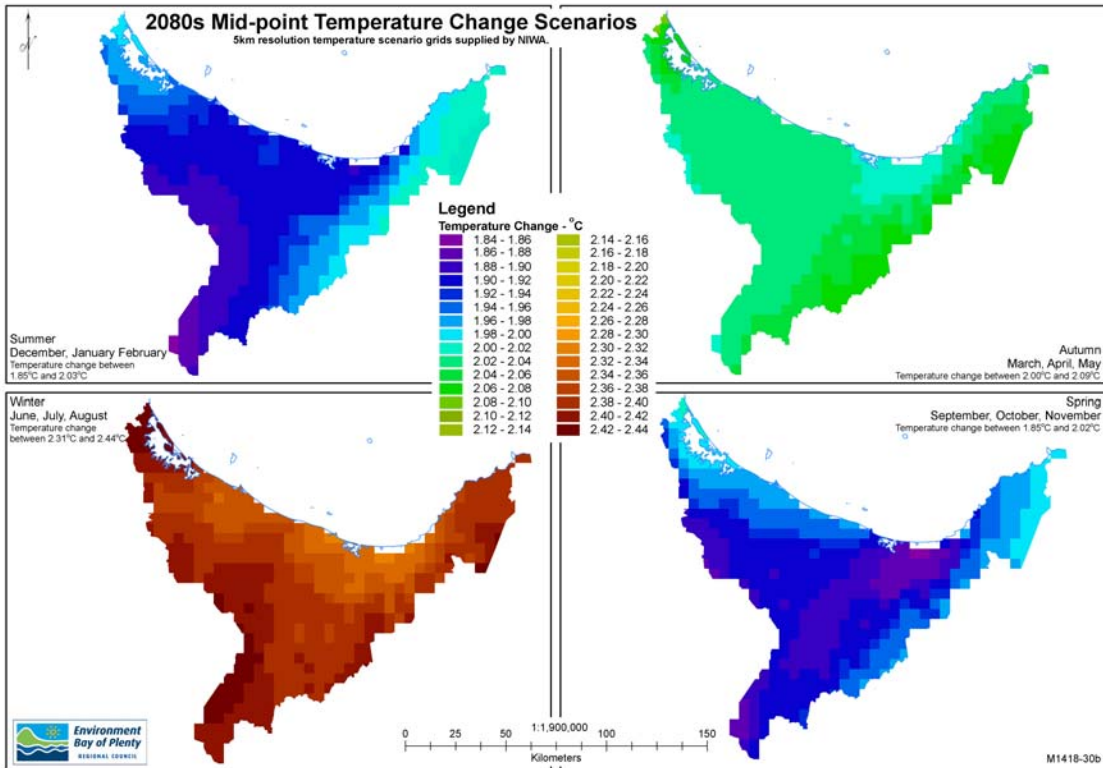 2080s Mid-point Temperature Change Scenarios
5km resolution temperature scenario grids supplied by NIWA.
N
Summer
December, January February
Temperature change between
1.85°C and 2.03°C
Autumn
March, April, May
Temperature change between 2.00°C and 2.09°C
Legend
Temperature Change - °C
1.84 - 1.86
1.86 - 1.88
1.88 - 1.90
1.90 - 1.92
1.92 - 1.94
1.94 - 1.96
1.96 - 1.98
1.98 - 2.00
2.00 - 2.02
2.02 - 2.04
2.04 - 2.06
2.06 - 2.08
2.08 - 2.10
2.10 - 2.12
2.12 - 2.14
2.14 - 2.16
2.16 - 2.18
2.18 - 2.20
2.20 - 2.22
2.22 - 2.24
2.24 - 2.26
2.26 - 2.28
2.28 - 2.30
2.30 - 2.32
2.32 - 2.34
2.34 - 2.36
2.36 - 2.38
2.38 - 2.40
2.40 - 2.42
2.42 - 2.44
Winter
June, July, August
Temperature change
between 2.31°C and 2.44°C
Spring
September, October, November
Temperature change between 1.85°C and 2.02°C
Environment
Bay of Plenty
REGIONAL COUNCIL
1:1,900,000
0 25 50 100 150
Kilometers
M1418-30b